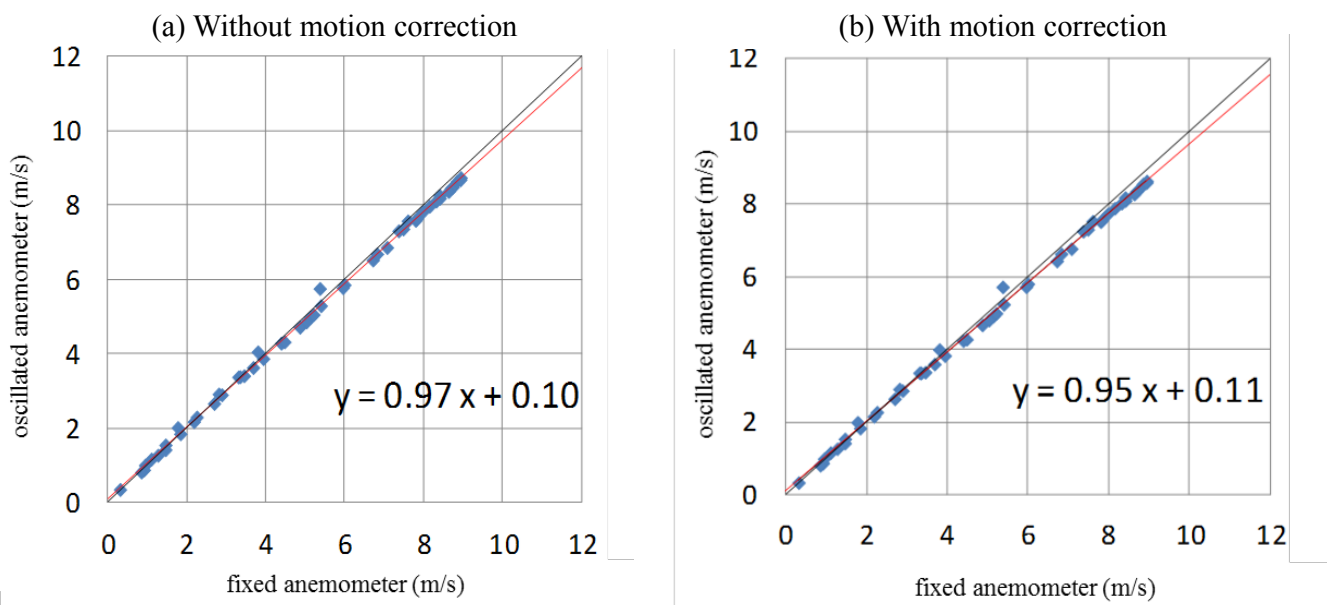 (a) Without motion correction
12
10
8
6
4
2
0
0 2 4 6 8 10 12
oscillated anemometer (m/s)
y = 0.97 x + 0.10
fixed anemometer (m/s)
(b) With motion correction
12
10
8
6
4
2
0
0 2 4 6 8 10 12
oscillated anemometer (m/s)
y = 0.95 x + 0.11
fixed anemometer (m/s)